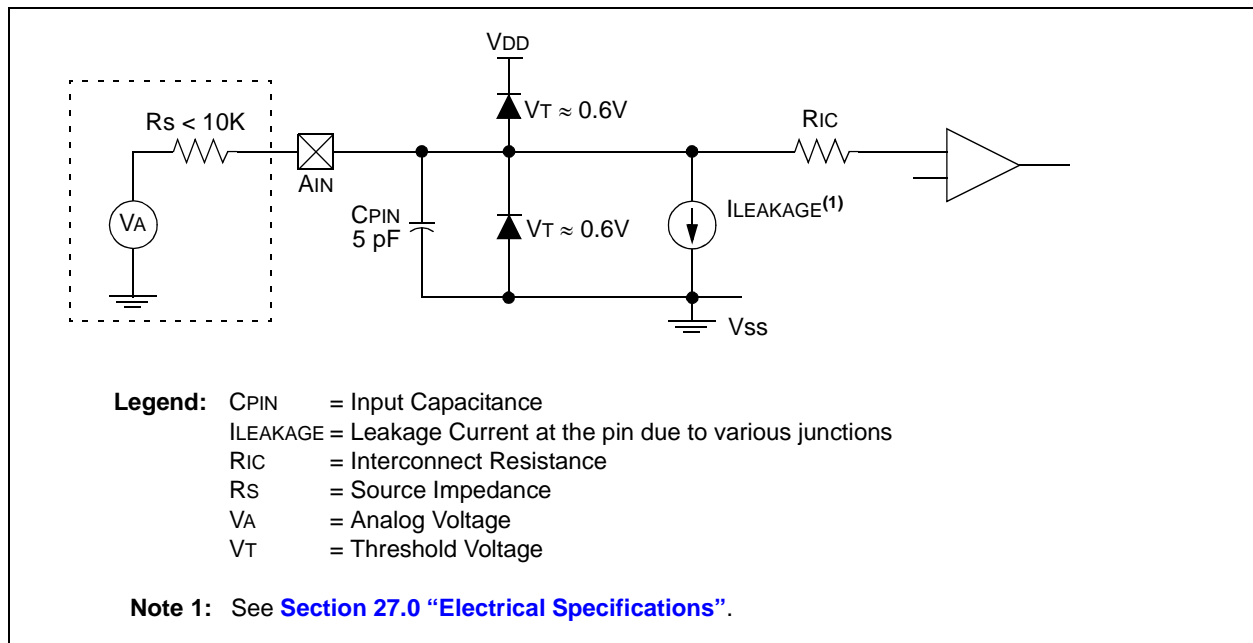 VDD
Rs < 10K
VT ≈ 0.6V
RIC
AIN
CPIN
5 pF
VA
VT ≈ 0.6V
ILEAKAGE(1)
Vss
Legend: CPIN = Input Capacitance
ILEAKAGE = Leakage Current at the pin due to various junctions
RIC = Interconnect Resistance
RS = Source Impedance
VA = Analog Voltage
VT = Threshold Voltage
Note 1: See Section 27.0 “Electrical Specifications”.